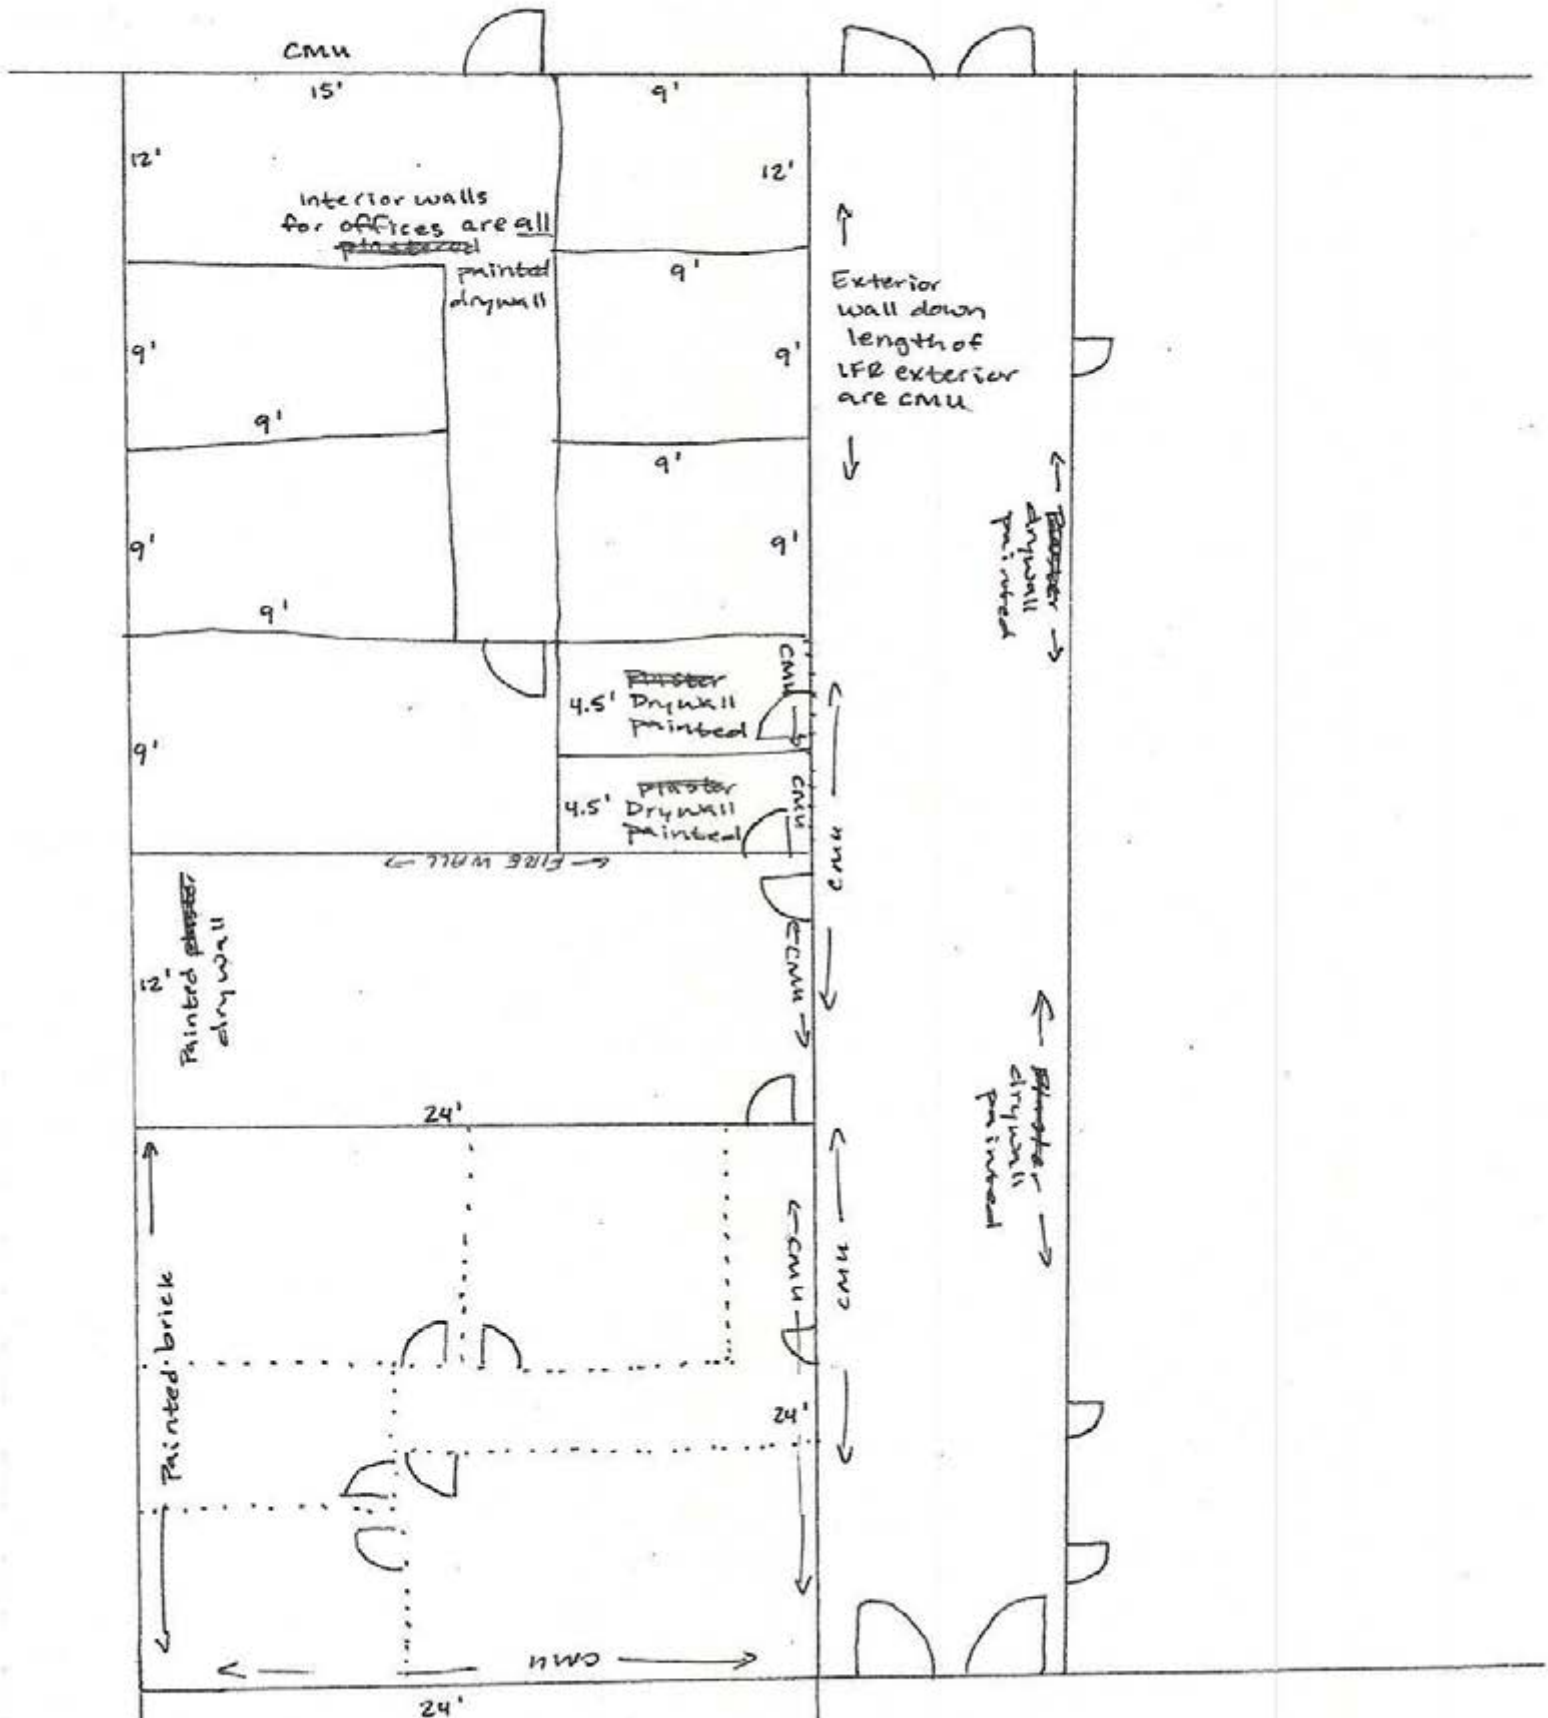 CMU
15'
9'
12'
12'
Interior walls
for offices are all
plastered
painted
drywall
9'
Exterior
wall down
length of
LFR exterior
are CMU
9'
9'
9'
9'
9'
9'
9'
Plaster
drywall
painted
CMU
4.5' Plaster
Drywall
painted
9'
CMU
4.5' Plaster
Drywall
painted
CMU
FIRE WALL
Painted plaster
drywall
12'
CMU
24'
Plaster
drywall
painted
CMU
CMU
Painted brick
24'
CMU
24'